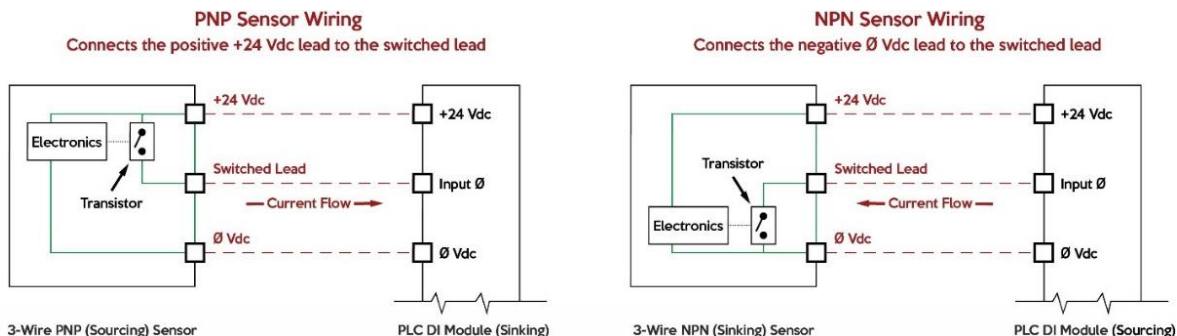 PNP Sensor Wiring
Connects the positive +24 Vdc lead to the switched lead
+24 Vdc
+24 Vdc
Electronics
Switched Lead
Input Ø
Transistor
Current Flow
Ø Vdc
Ø Vdc
3-Wire PNP (Sourcing) Sensor
PLC DI Module (Sinking)
NPN Sensor Wiring
Connects the negative Ø Vdc lead to the switched lead
+24 Vdc
+24 Vdc
Transistor
Switched Lead
Input Ø
Current Flow
Electronics
Ø Vdc
Ø Vdc
3-Wire NPN (Sinking) Sensor
PLC DI Module (Sourcing)